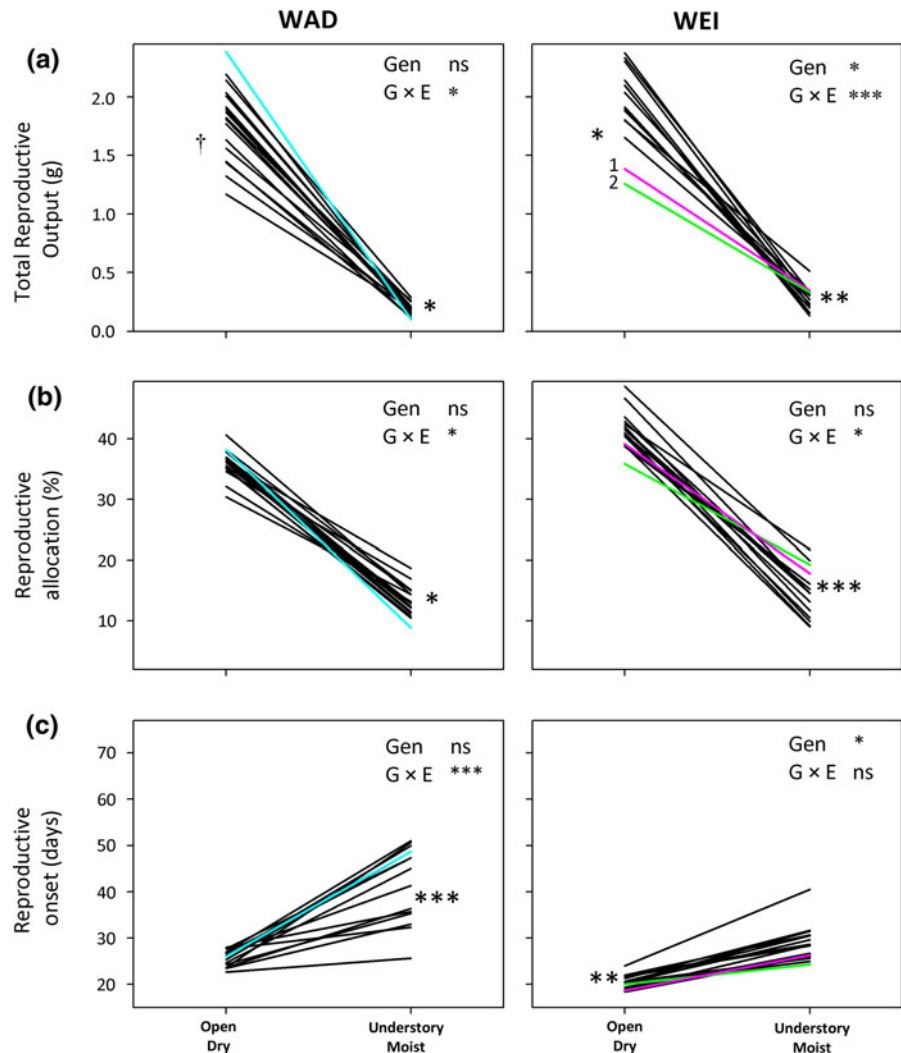 WAD WEI
(a)
Total Reproductive
Output (g)
2.0
1.5
1.0
0.5
0.0
Gen ns
G × E *
†
*
Gen *
G × E ***
*
1
2
**
(b)
Reproductive
allocation (%)
40
30
20
10
Gen ns
G × E *
*
Gen ns
G × E *
***
(c)
Reproductive
onset (days)
70
60
50
40
30
20
Gen ns
G × E ***
***
Gen *
G × E ns
**
Open
Dry
Understory
Moist
Open
Dry
Understory
Moist